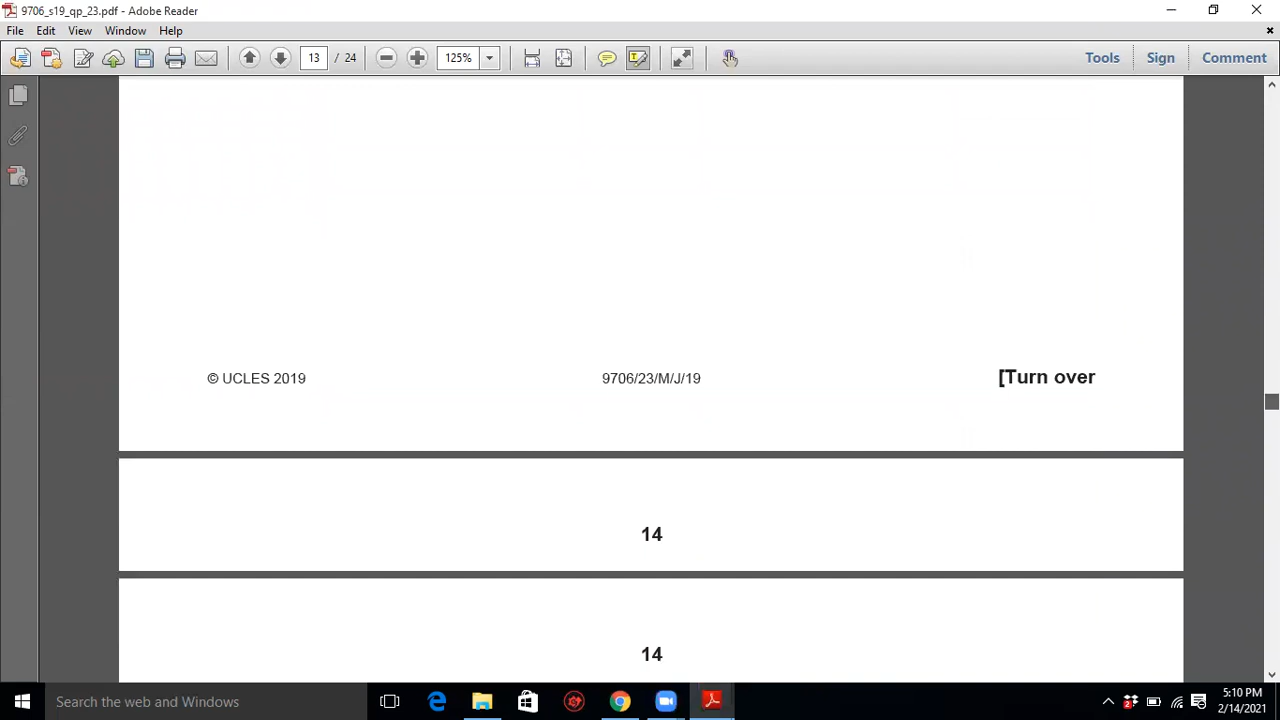 9706_s19_qp_23.pdf - Adobe Reader
File Edit View Window Help
13 / 24 125% Tools Sign Comment
© UCLES 2019 9706/23/M/J/19 [Turn over
14
14
Search the web and Windows
5:10 PM
2/14/2021